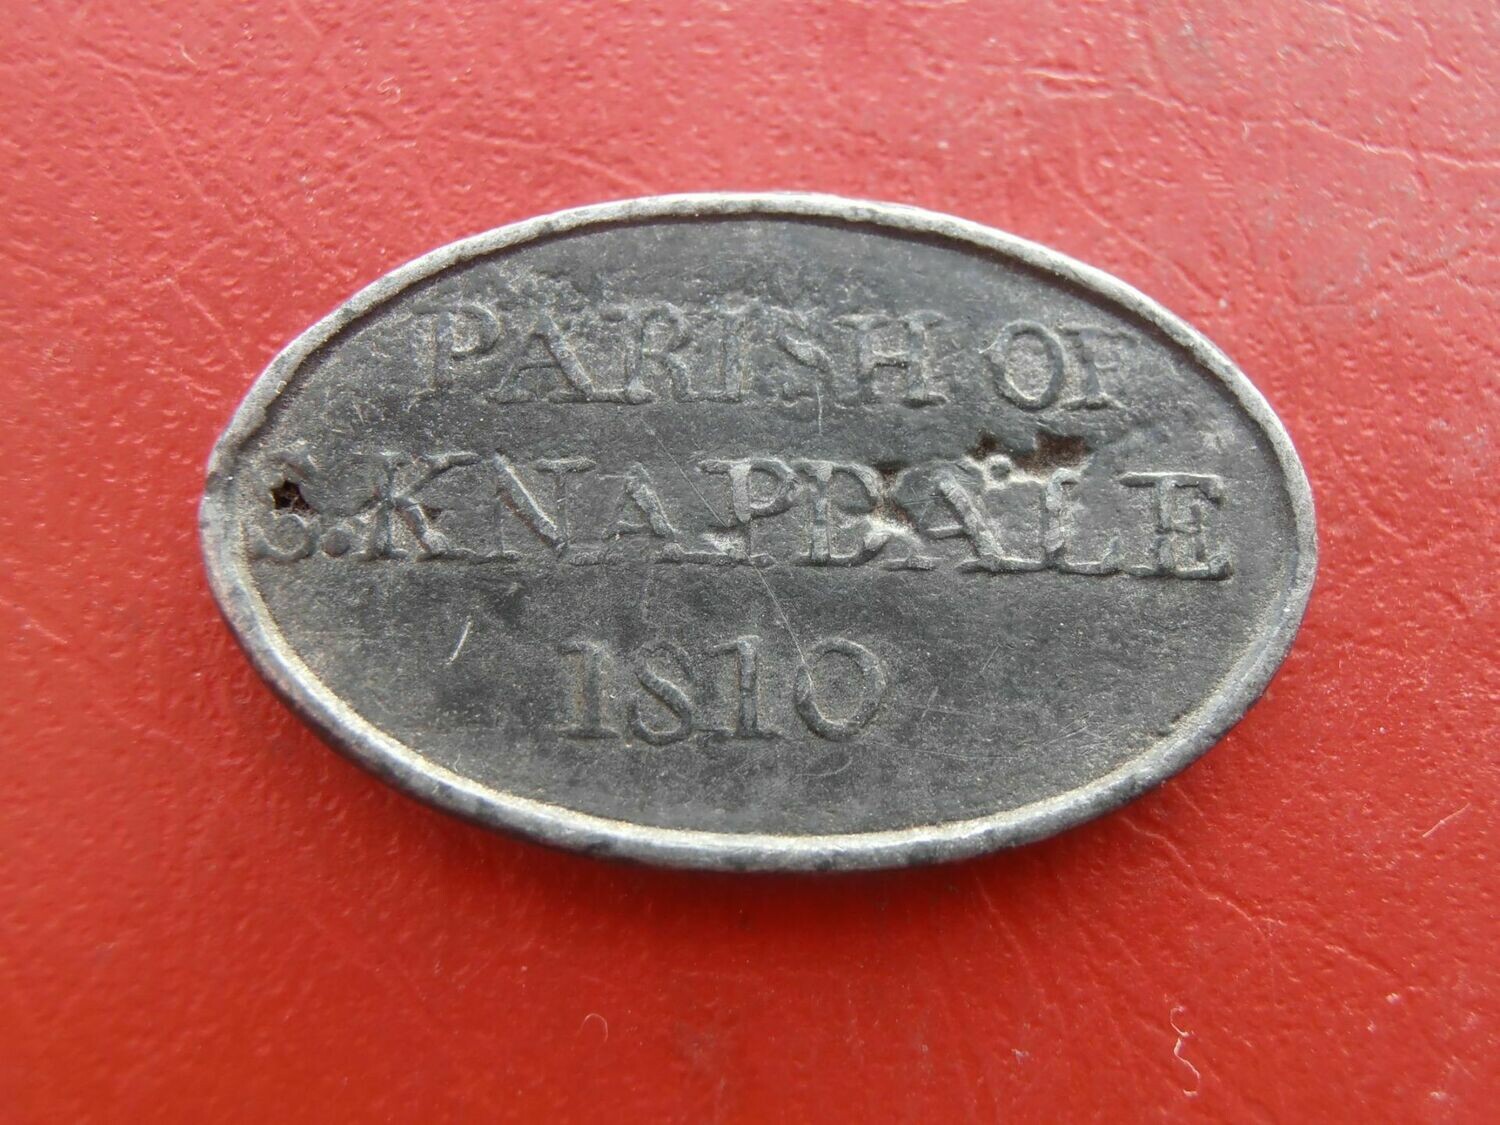 PARISH OF
S. KNAPDALE
1810